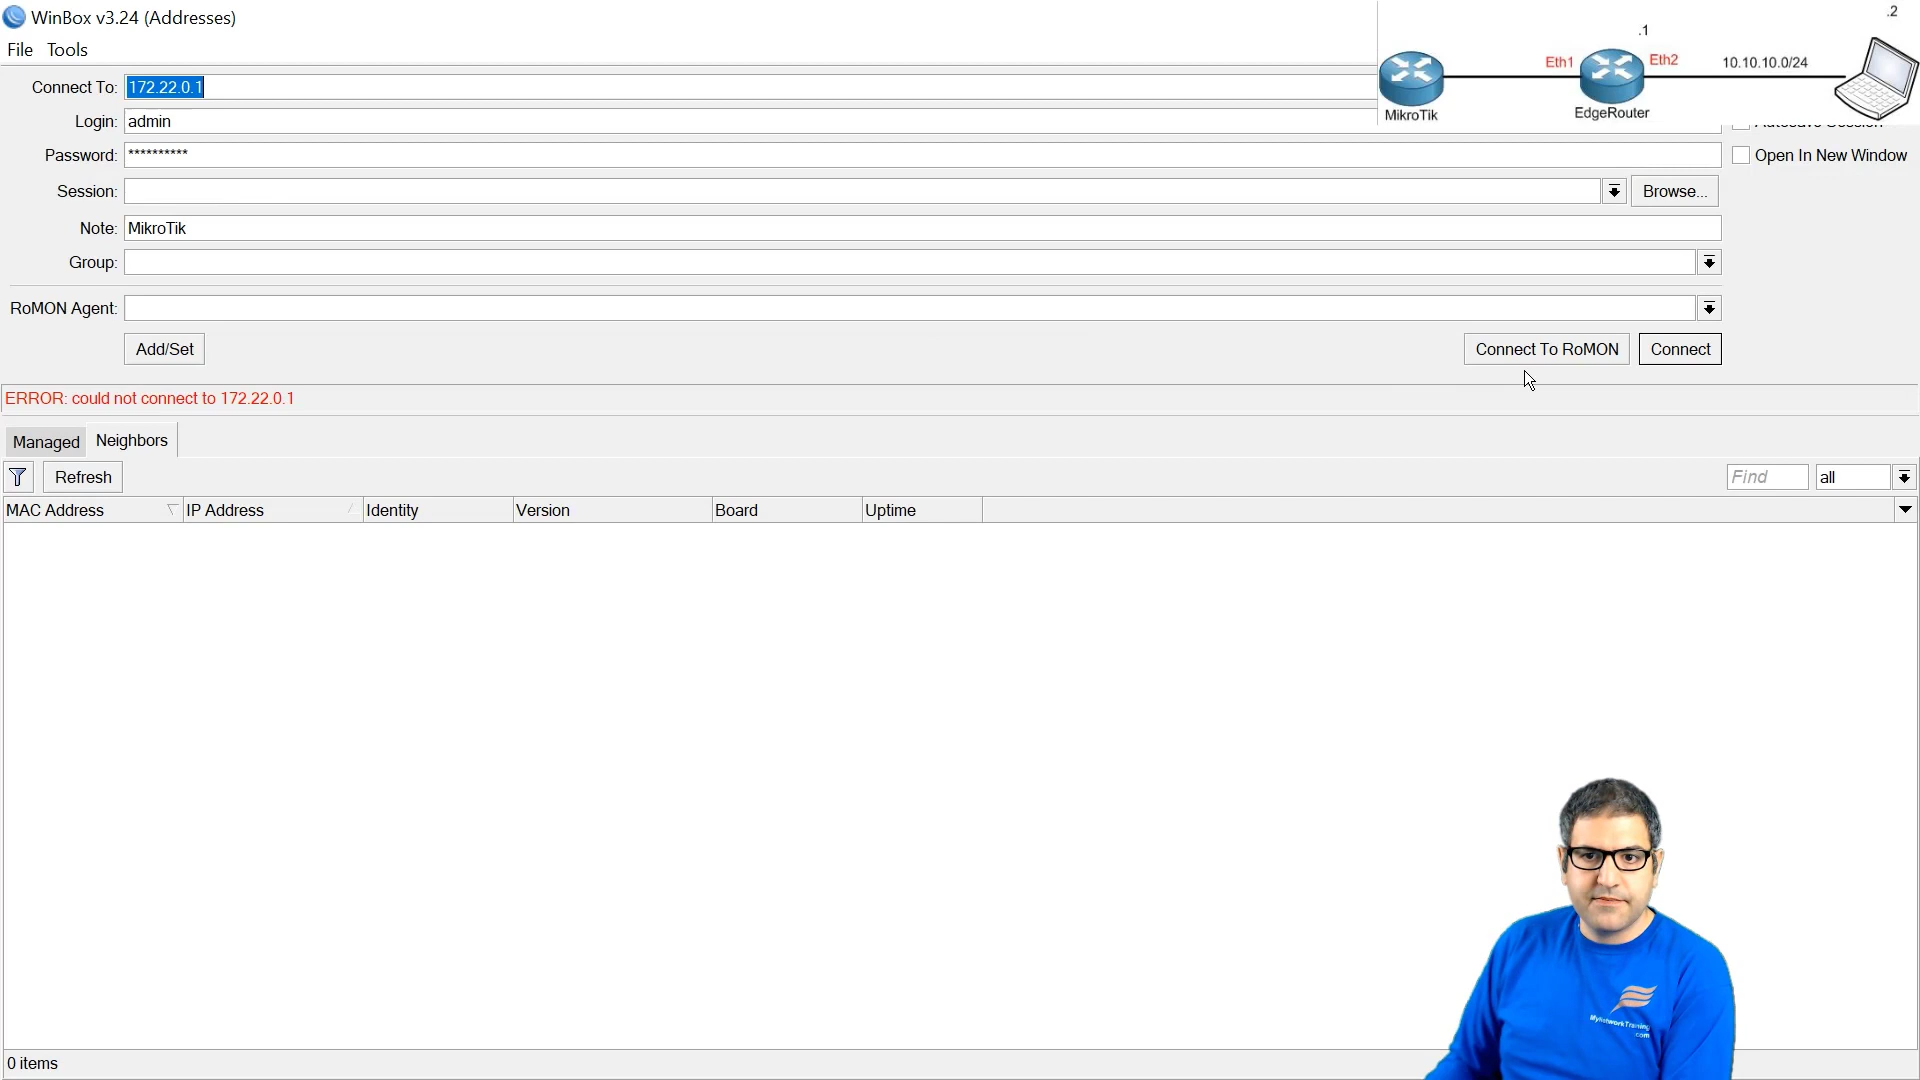 WinBox v3.24 (Addresses)
File Tools
.2
.1
Eth1 Eth2 10.10.10.0/24
MikroTik EdgeRouter
Connect To: 172.22.0.1
Login: admin
Password: **********
Open In New Window
Session: Browse...
Note: MikroTik
Group:
RoMON Agent:
Add/Set Connect To RoMON Connect
ERROR: could not connect to 172.22.0.1
Managed Neighbors
Refresh Find all
MAC Address IP Address Identity Version Board Uptime
MyNetworkTraining
.com
0 items